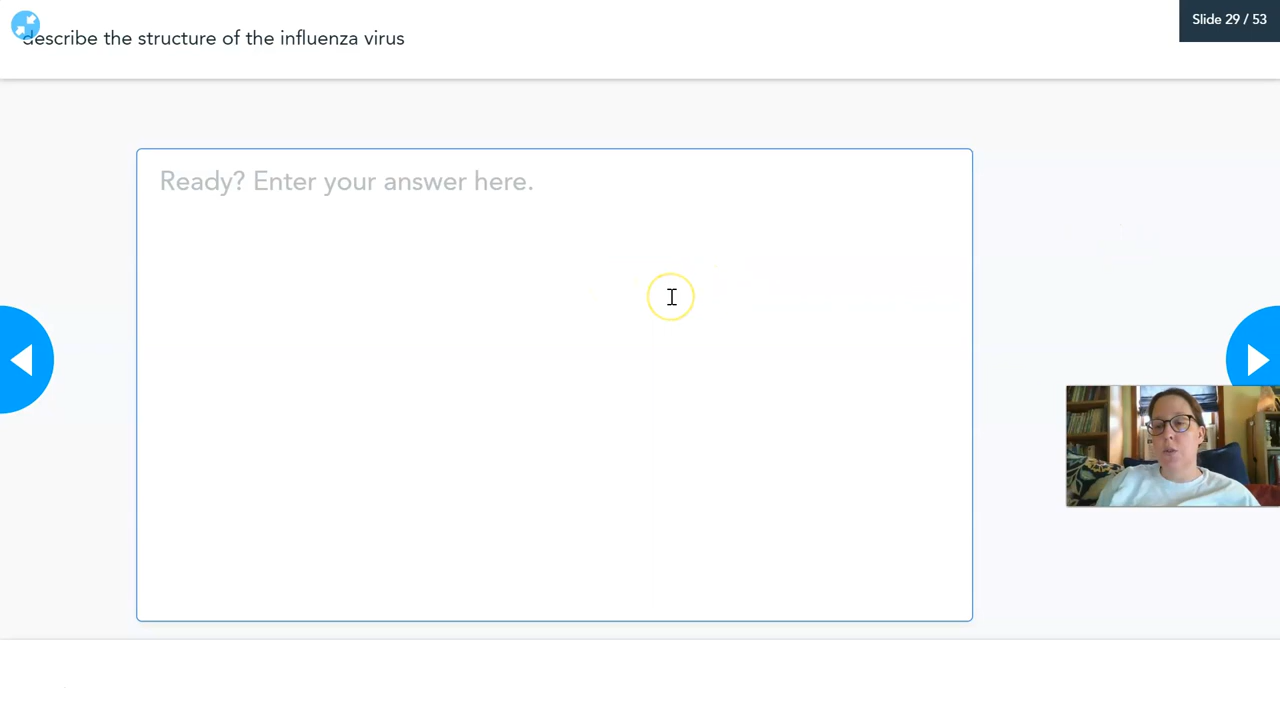 describe the structure of the influenza virus
Slide 29 / 53
Ready? Enter your answer here.